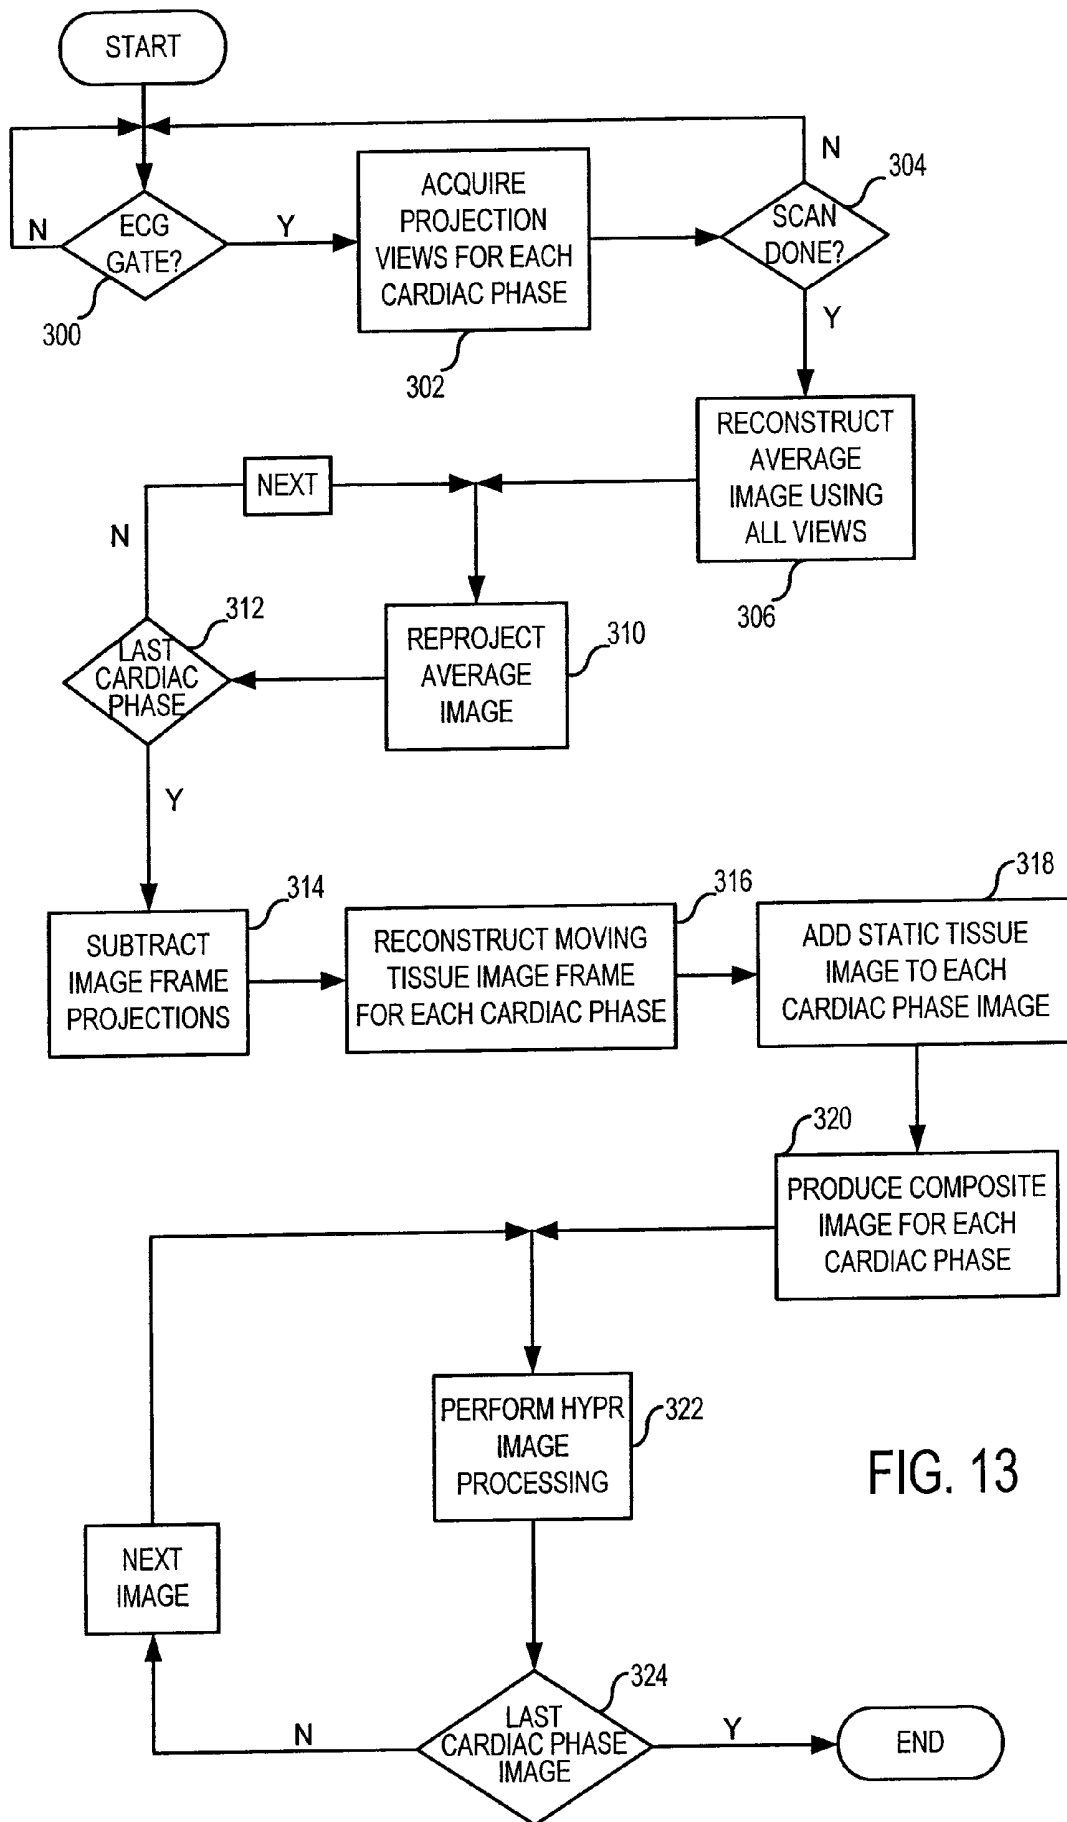 START
N
304
N
ECG
GATE?
Y
ACQUIRE
PROJECTION
VIEWS FOR EACH
CARDIAC PHASE
SCAN
DONE?
300
302
Y
RECONSTRUCT
AVERAGE
IMAGE USING
ALL VIEWS
NEXT
N
306
312
LAST
CARDIAC
PHASE
REPROJECT
AVERAGE
IMAGE
310
Y
314
316
318
SUBTRACT
IMAGE FRAME
PROJECTIONS
RECONSTRUCT MOVING
TISSUE IMAGE FRAME
FOR EACH CARDIAC PHASE
ADD STATIC TISSUE
IMAGE TO EACH
CARDIAC PHASE IMAGE
320
PRODUCE COMPOSITE
IMAGE FOR EACH
CARDIAC PHASE
PERFORM HYPR
IMAGE
PROCESSING
322
FIG. 13
NEXT
IMAGE
324
LAST
CARDIAC PHASE
IMAGE
N
Y
END